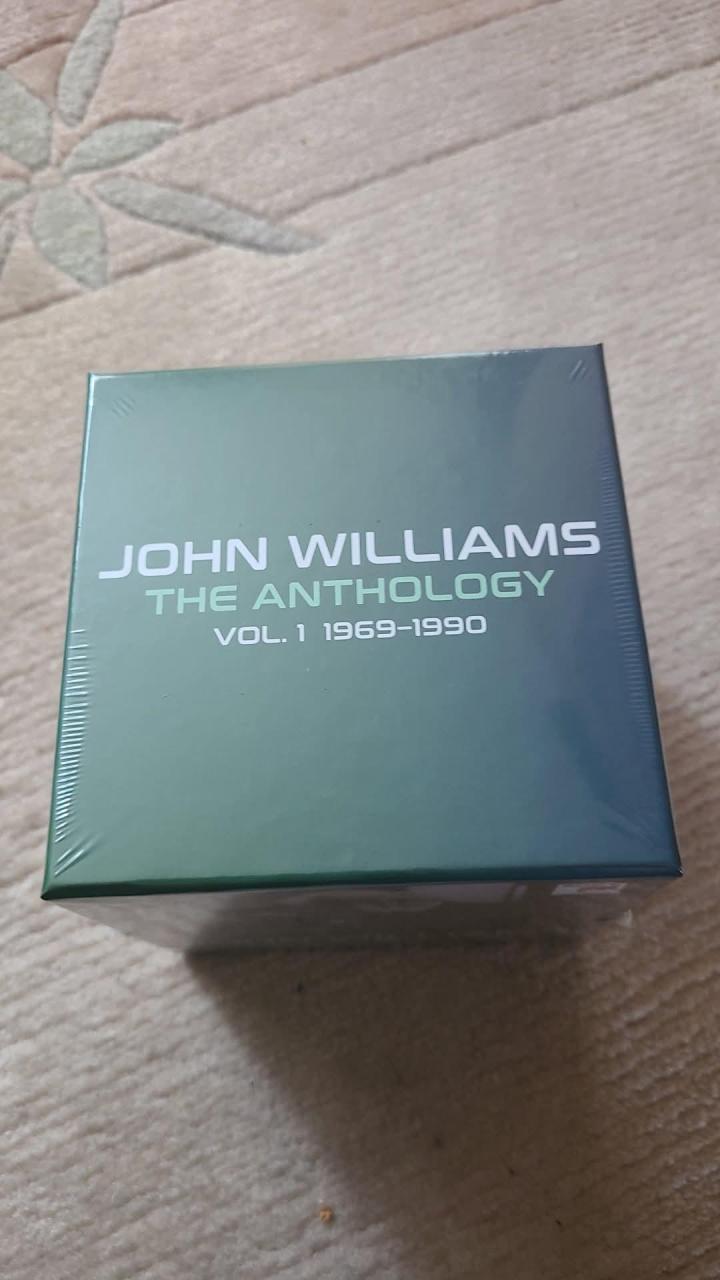 JOHN WILLIAMS
THE ANTHOLOGY
VOL. 1 1969–1990